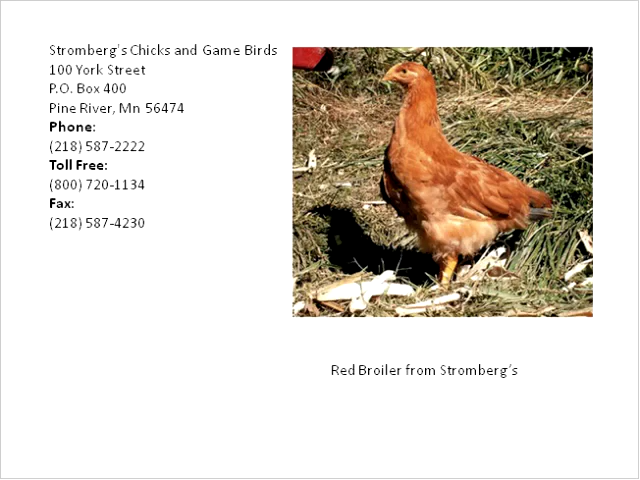 Stromberg's Chicks and Game Birds
100 York Street
P.O. Box 400
Pine River, Mn 56474
Phone:
(218) 587-2222
Toll Free:
(800) 720-1134
Fax:
(218) 587-4230
Red Broiler from Stromberg's